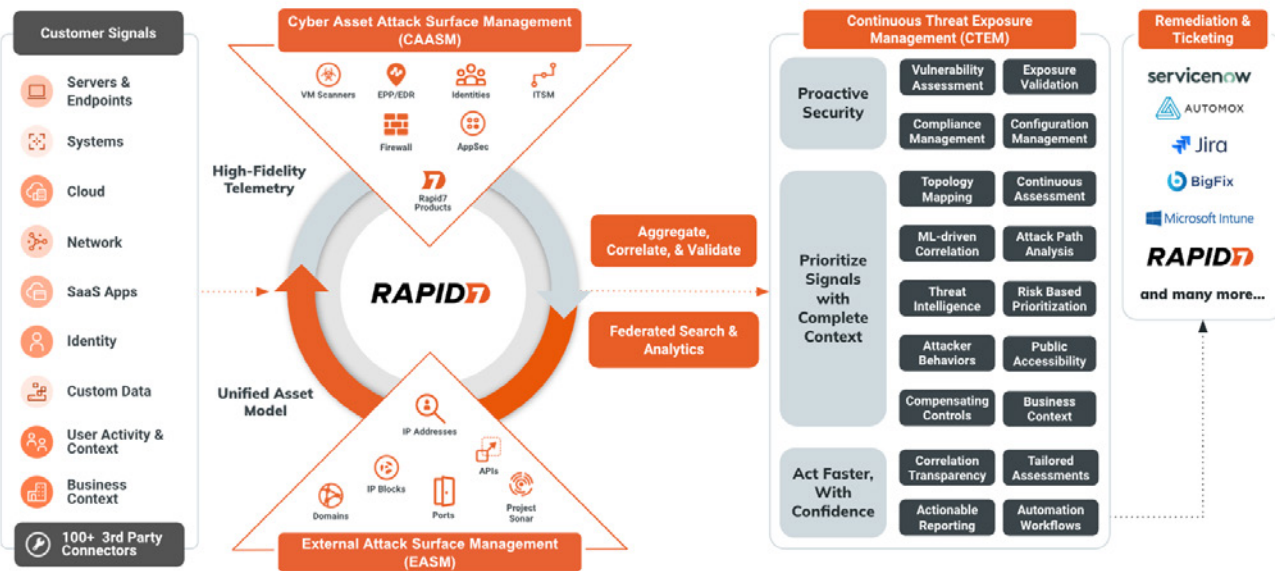 Customer Signals
Servers &
Endpoints
Systems
Cloud
Network
SaaS Apps
Identity
Custom Data
User Activity &
Context
Business
Context
100+ 3rd Party
Connectors
Cyber Asset Attack Surface Management
(CAASM)
VM Scanners
EPP/EDR
Identities
ITSM
Firewall
AppSec
Rapid7
Products
High-Fidelity
Telemetry
RAPID7
Unified Asset
Model
IP Addresses
APIs
IP Blocks
Domains
Ports
Project
Sonar
External Attack Surface Management
(EASM)
Aggregate,
Correlate, & Validate
Federated Search &
Analytics
Continuous Threat Exposure
Management (CTEM)
Proactive
Security
Vulnerability
Assessment
Exposure
Validation
Compliance
Management
Configuration
Management
Prioritize
Signals
with
Complete
Context
Topology
Mapping
Continuous
Assessment
ML-driven
Correlation
Attack Path
Analysis
Threat
Intelligence
Risk Based
Prioritization
Attacker
Behaviors
Public
Accessibility
Compensating
Controls
Business
Context
Act Faster,
With
Confidence
Correlation
Transparency
Tailored
Assessments
Actionable
Reporting
Automation
Workflows
Remediation &
Ticketing
servicenow
AUTOMOX
Jira
BigFix
Microsoft Intune
RAPID7
and many more...